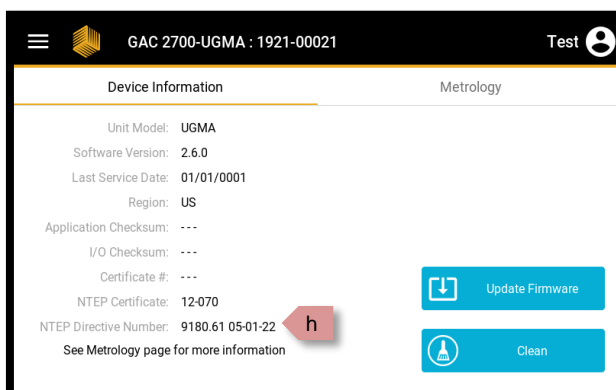 GAC 2700-UGMA : 1921-00021 Test
Device Information Metrology
Unit Model: UGMA
Software Version: 2.6.0
Last Service Date: 01/01/0001
Region: US
Application Checksum: ---
I/O Checksum: ---
Certificate #: ---
NTEP Certificate: 12-070
NTEP Directive Number: 9180.61 05-01-22 h
See Metrology page for more information
Update Firmware
Clean